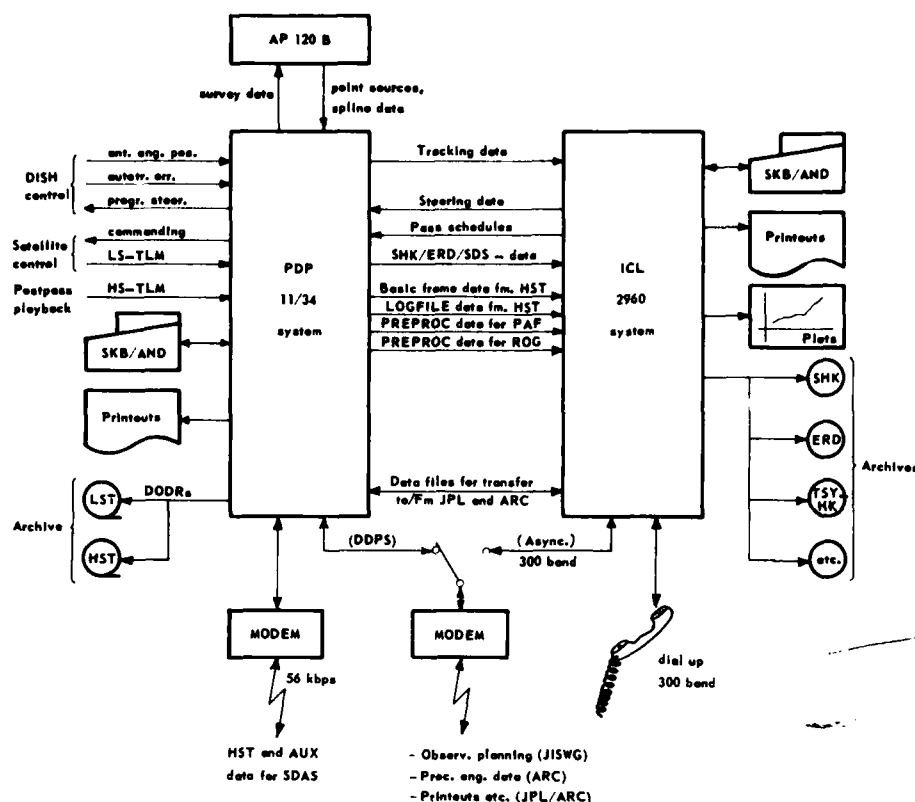 AP 120 B
survey data
point sources,
spline data
DISH
control
ant. ang. pos.
autotr. err.
progr. steer.
Satellite
control
commanding
LS-TLM
Postpass
playback
HS-TLM
SKB/AND
Printouts
Archive
LST
HST
DODRs
PDP
11/34
system
Tracking data
Steering data
Pass schedules
SHK/ERD/SDS - data
Basic frame data fm. HST
LOGFILE data fm. HST
PREPROC data for PAF
PREPROC data for ROG
Data files for transfer
to/Fm JPL and ARC
ICL
2960
system
SKB/AND
Printouts
Plots
SHK
ERD
TSY-
HK
etc.
Archives
(DDPS)
(Async.)
300 band
MODEM
MODEM
56 kbps
dial up
300 band
HST and AUX
data for SDAS
- Observ. planning (JISWG)
- Proc. eng. data (ARC)
- Printouts etc. (JPL/ARC)